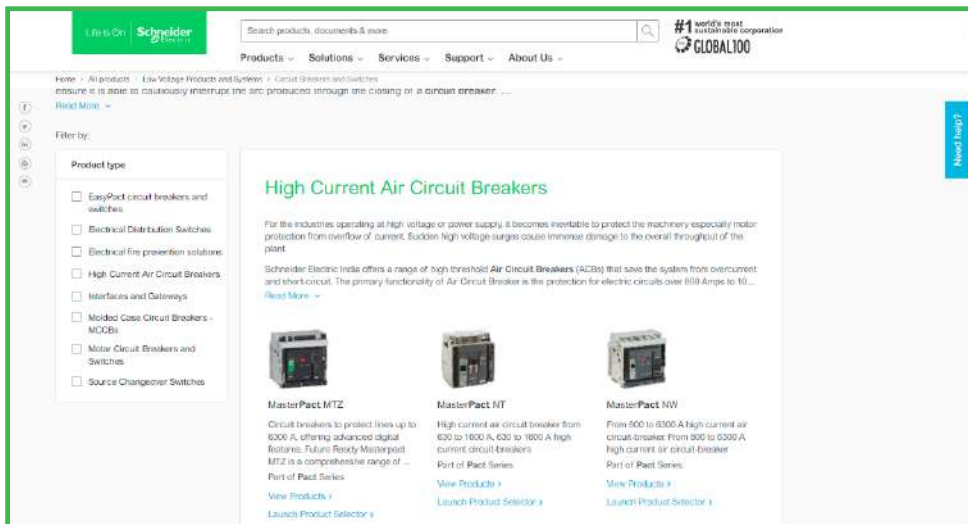 Life Is On Schneider
Electric
Search products, documents & more
#1 world's most
sustainable corporation
GLOBAL100
Products Solutions Services Support About Us
Home > All products > Low Voltage Products and Systems > Circuit Breakers and Switches
ensure it is able to cautiously interrupt the arc produced through the closing of a circuit breaker. ...
Read More
Need help?
Filter by:
Product type
EasyPact circuit breakers and
switches
Electrical Distribution Switches
Electrical fire prevention solutions
High Current Air Circuit Breakers
Interfaces and Gateways
Molded Case Circuit Breakers -
MCCBs
Motor Circuit Breakers and
Switches
Source Changeover Switches
High Current Air Circuit Breakers
For the industries operating at high voltage or power supply, it becomes inevitable to protect the machinery especially motor
protection from overflow of current. Sudden high voltage surges cause immense damage to the overall throughput of the
plant.
Schneider Electric India offers a range of high threshold Air Circuit Breakers (ACBs) that save the system from overcurrent
and short-circuit. The primary functionality of Air Circuit Breaker is the protection for electric circuits over 800 Amps to 10...
Read More
MasterPact MTZ
Circuit breakers to protect lines up to
6300 A, offering advanced digital
features. Future Ready Masterpact
MTZ is a comprehensive range of ...
Part of Pact Series
View Products >
Launch Product Selector >
MasterPact NT
High current air circuit breaker from
630 to 1600 A. 630 to 1600 A high
current circuit-breakers
Part of Pact Series
View Products >
Launch Product Selector >
MasterPact NW
From 800 to 6300 A high current air
circuit-breaker From 800 to 6300 A
high current air circuit-breaker
Part of Pact Series
View Products >
Launch Product Selector >